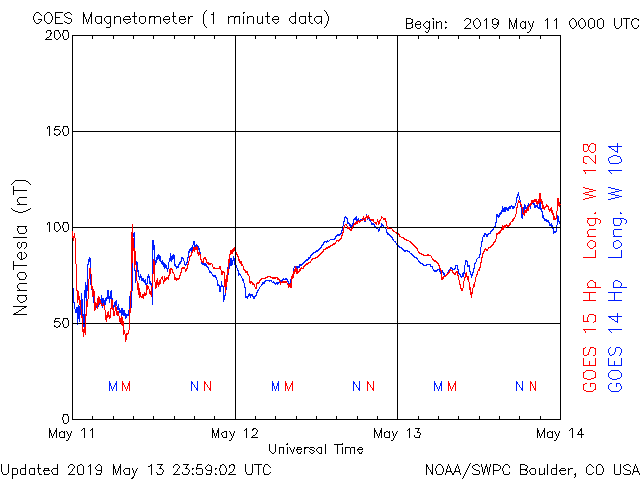 GOES Magnetometer (1 minute data)
Begin: 2019 May 11 0000 UTC
200
150
100
50
0
NanoTesla (nT)
M M N N M M N N M M N N
May 11 May 12 May 13 May 14
Universal Time
GOES 15 Hp Long. W 128
GOES 14 Hp Long. W 104
Updated 2019 May 13 23:59:02 UTC
NOAA/SWPC Boulder, CO USA